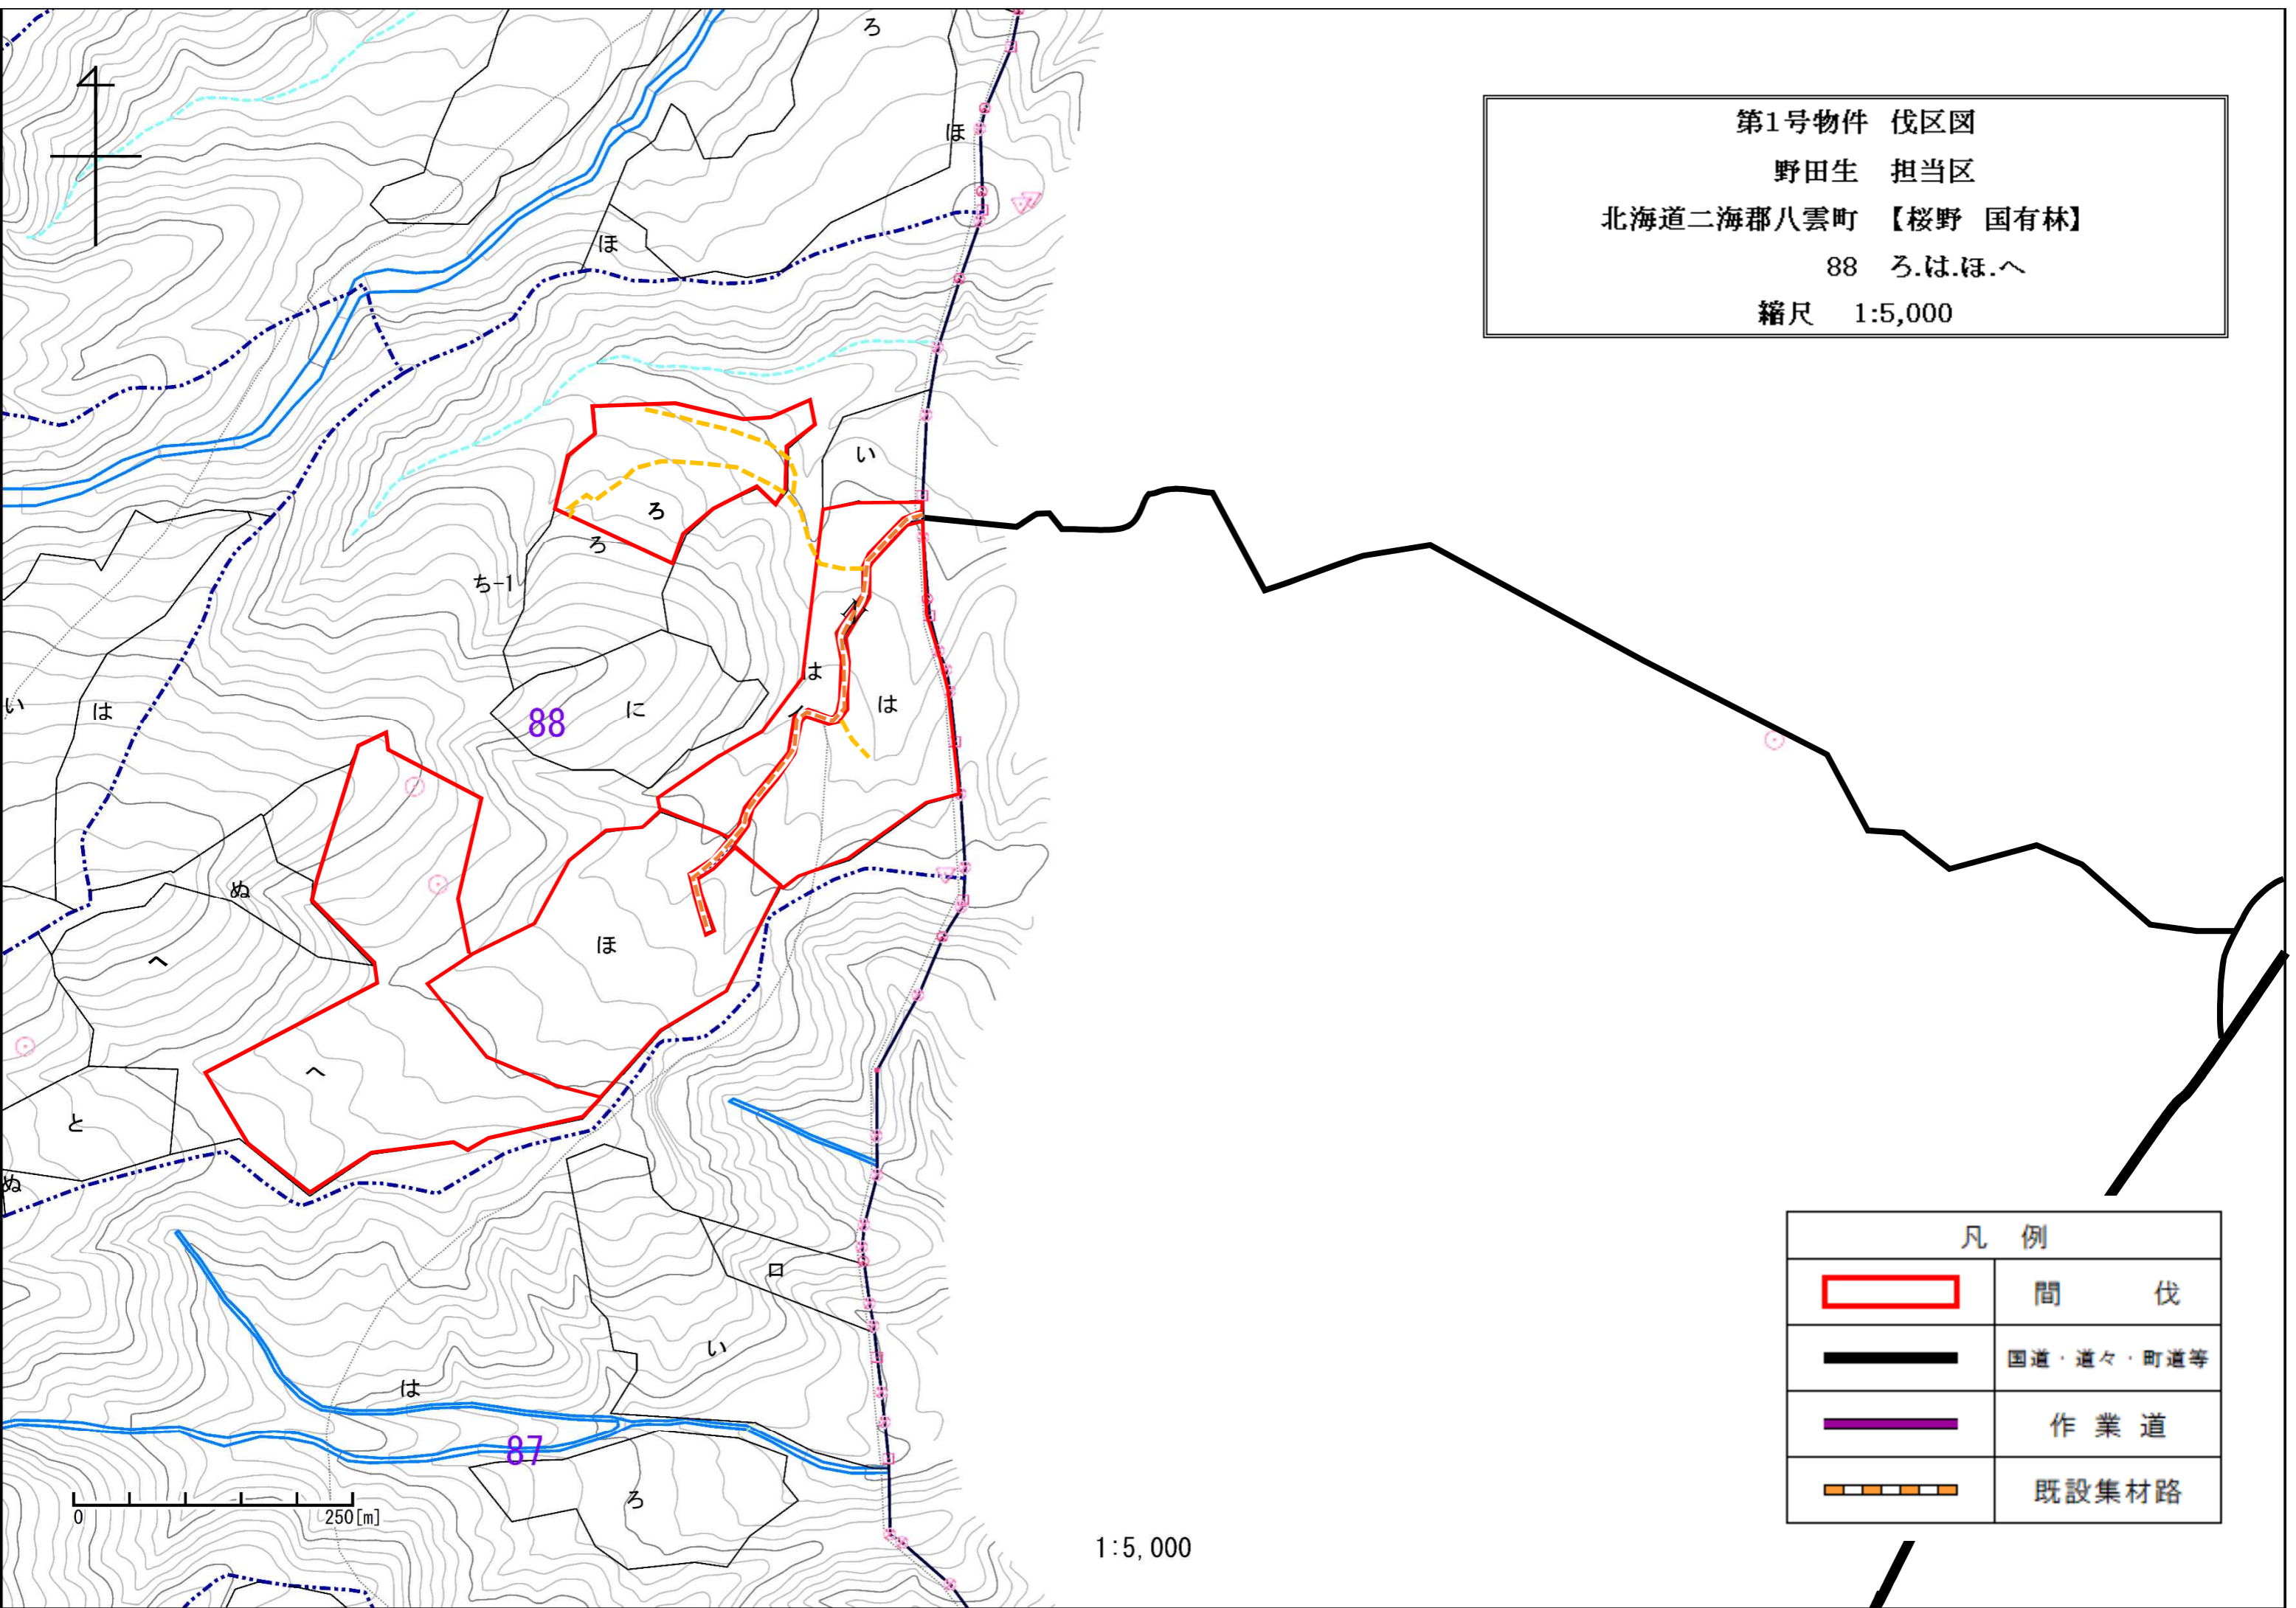 第1号物件 伐区図
野田生 担当区
北海道二海郡八雲町 【桜野 国有林】
88 ろ.は.ほ.へ
縮尺 1:5,000
ろ
ほ
ほ
い
ろ
ろ
ち-1
イ
は
は
い
は
88
に
イ
ぬ
ほ
へ
へ
と
ぬ
ロ
い
は
87
ろ
0 250[m]
1:5,000
凡 例
間 伐
国道・道々・町道等
作 業 道
既設集材路